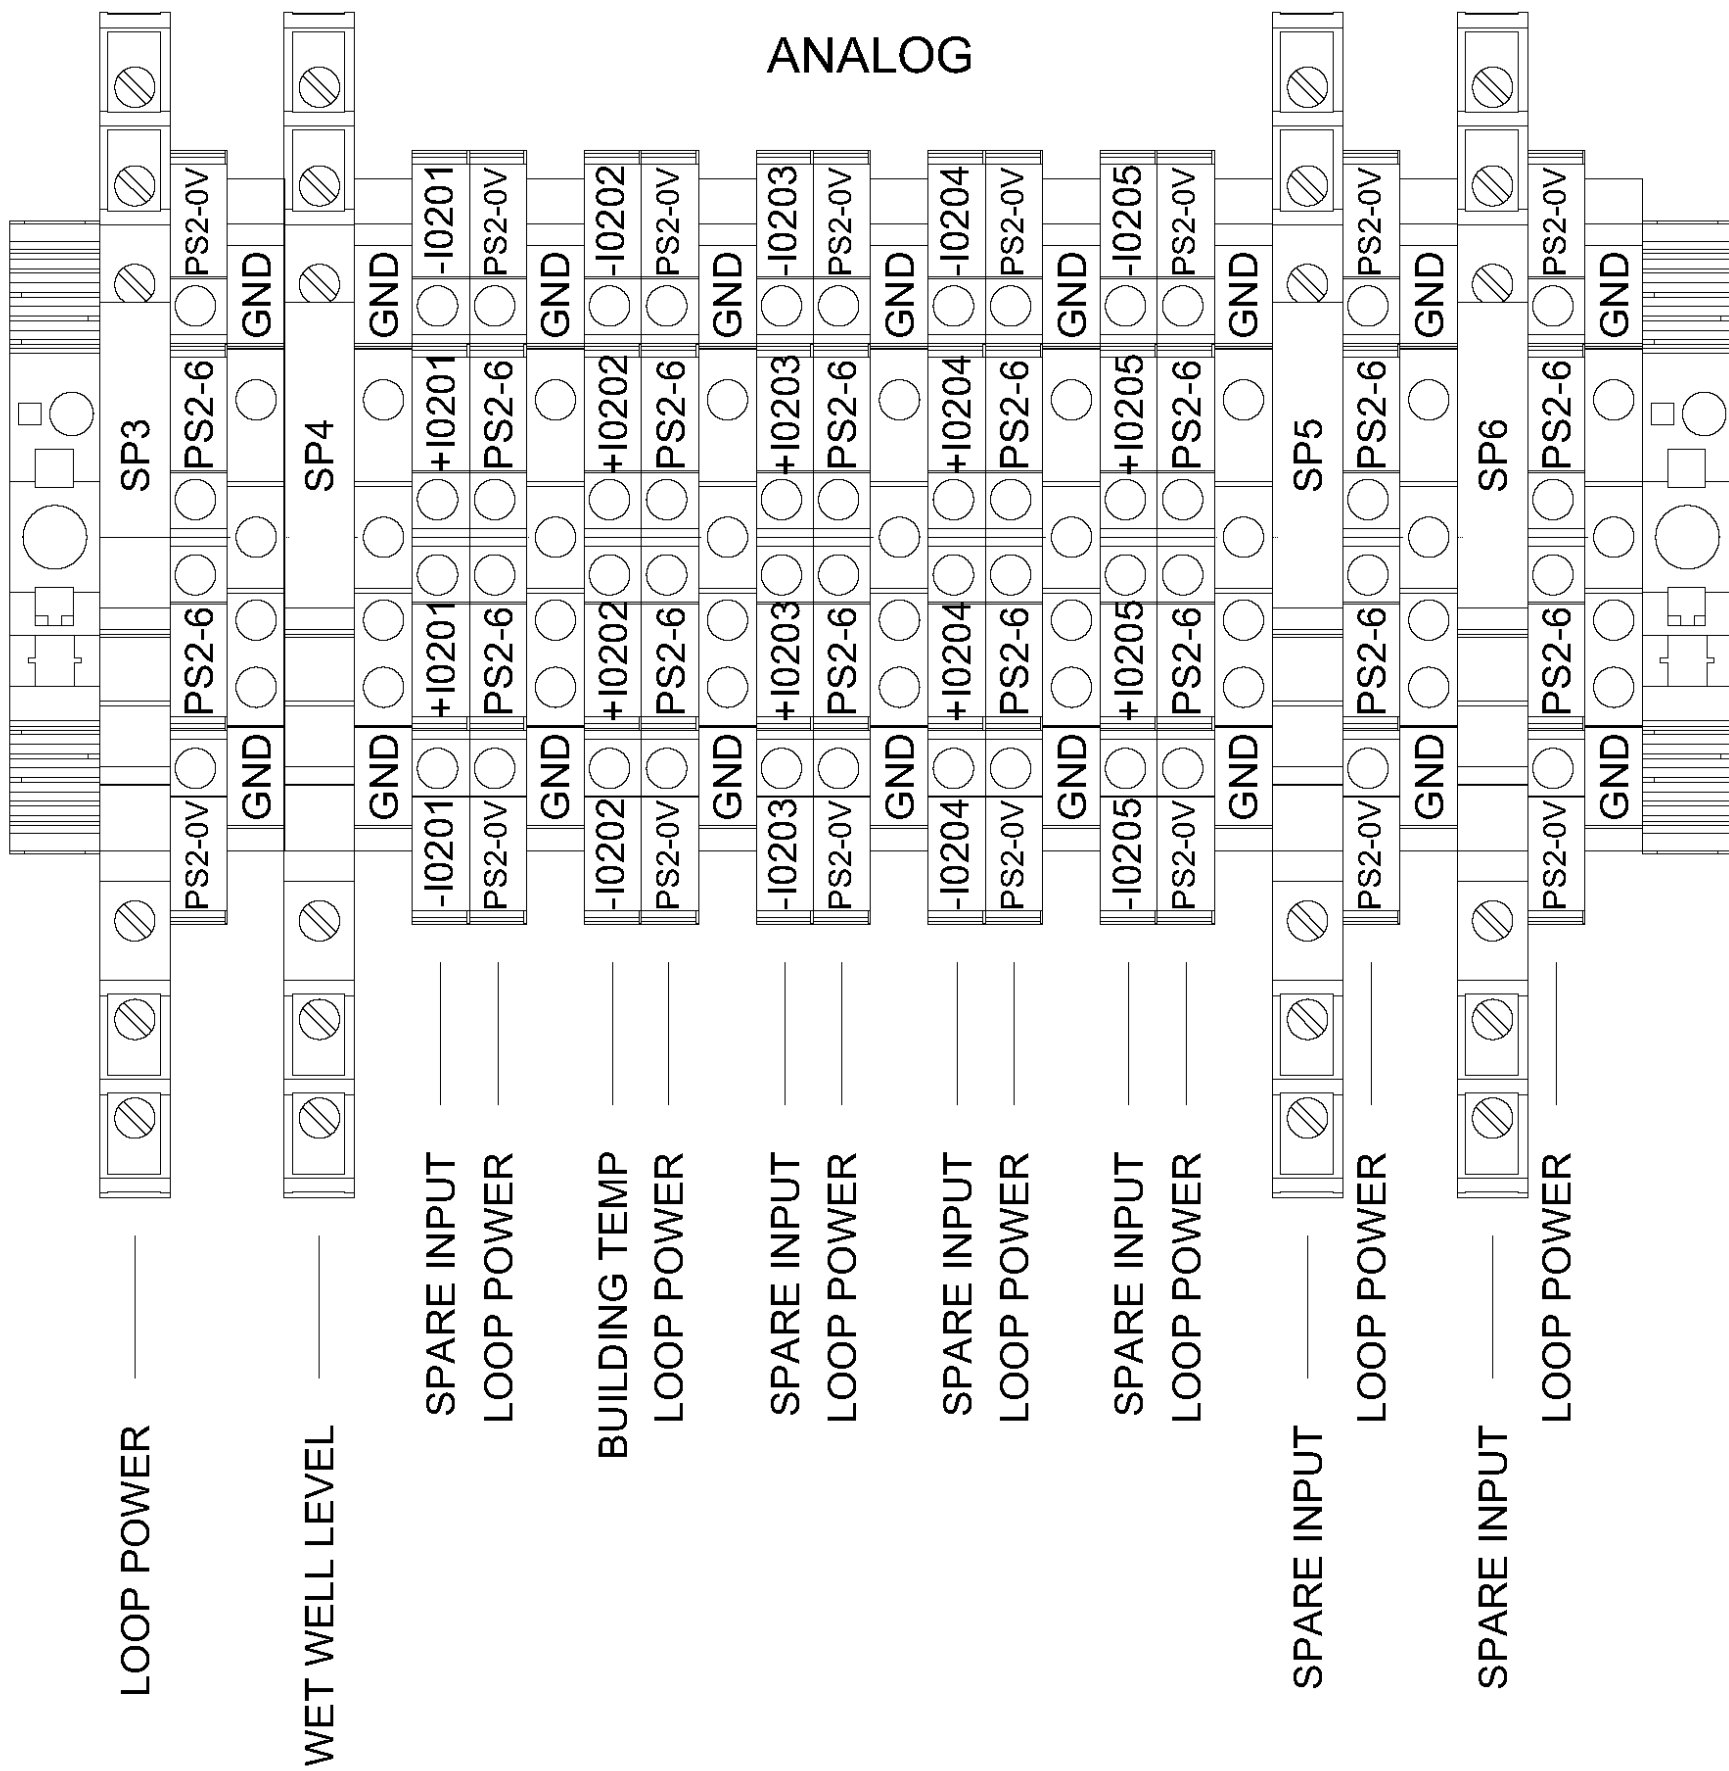 ANALOG
-I0201
-I0202
-I0203
-I0204
-I0205
PS2-0V
PS2-0V
PS2-0V
PS2-0V
PS2-0V
PS2-0V
PS2-0V
PS2-0V
GND
GND
GND
GND
GND
GND
GND
GND
GND
SP3
PS2-6
SP4
+I0201
PS2-6
+I0202
PS2-6
+I0203
PS2-6
+I0204
PS2-6
+I0205
PS2-6
SP5
PS2-6
SP6
PS2-6
PS2-6
+I0201
PS2-6
+I0202
PS2-6
+I0203
PS2-6
+I0204
PS2-6
+I0205
PS2-6
PS2-6
PS2-6
GND
GND
GND
GND
GND
GND
GND
GND
GND
PS2-0V
-I0201
PS2-0V
-I0202
PS2-0V
-I0203
PS2-0V
-I0204
PS2-0V
-I0205
PS2-0V
PS2-0V
PS2-0V
LOOP POWER
WET WELL LEVEL
SPARE INPUT
LOOP POWER
BUILDING TEMP
LOOP POWER
SPARE INPUT
LOOP POWER
SPARE INPUT
LOOP POWER
SPARE INPUT
LOOP POWER
SPARE INPUT
LOOP POWER
SPARE INPUT
LOOP POWER